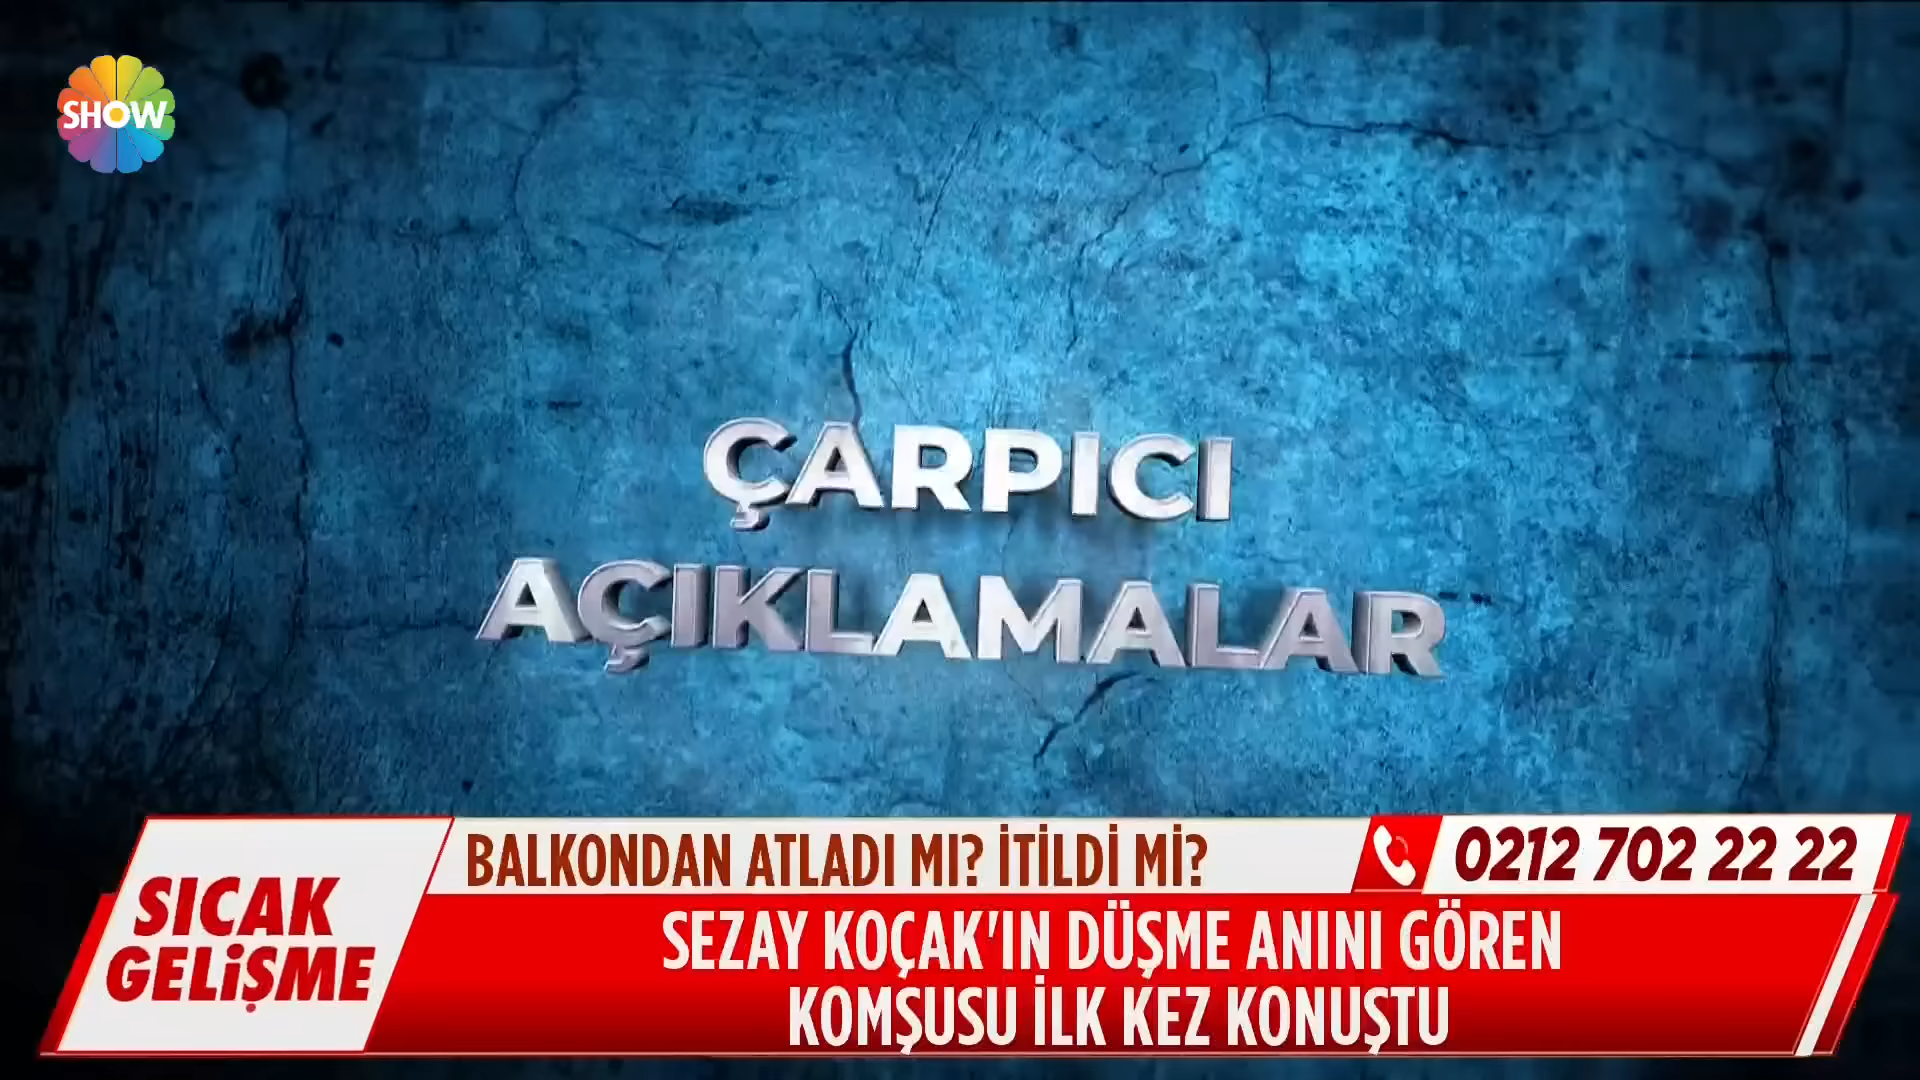 SHOW
ÇARPICI
AÇIKLAMALAR
BALKONDAN ATLADI MI? İTİLDİ Mİ?
0212 702 22 22
SICAK
GELİŞME
SEZAY KOÇAK'IN DÜŞME ANINI GÖREN
KOMŞUSU İLK KEZ KONUŞTU